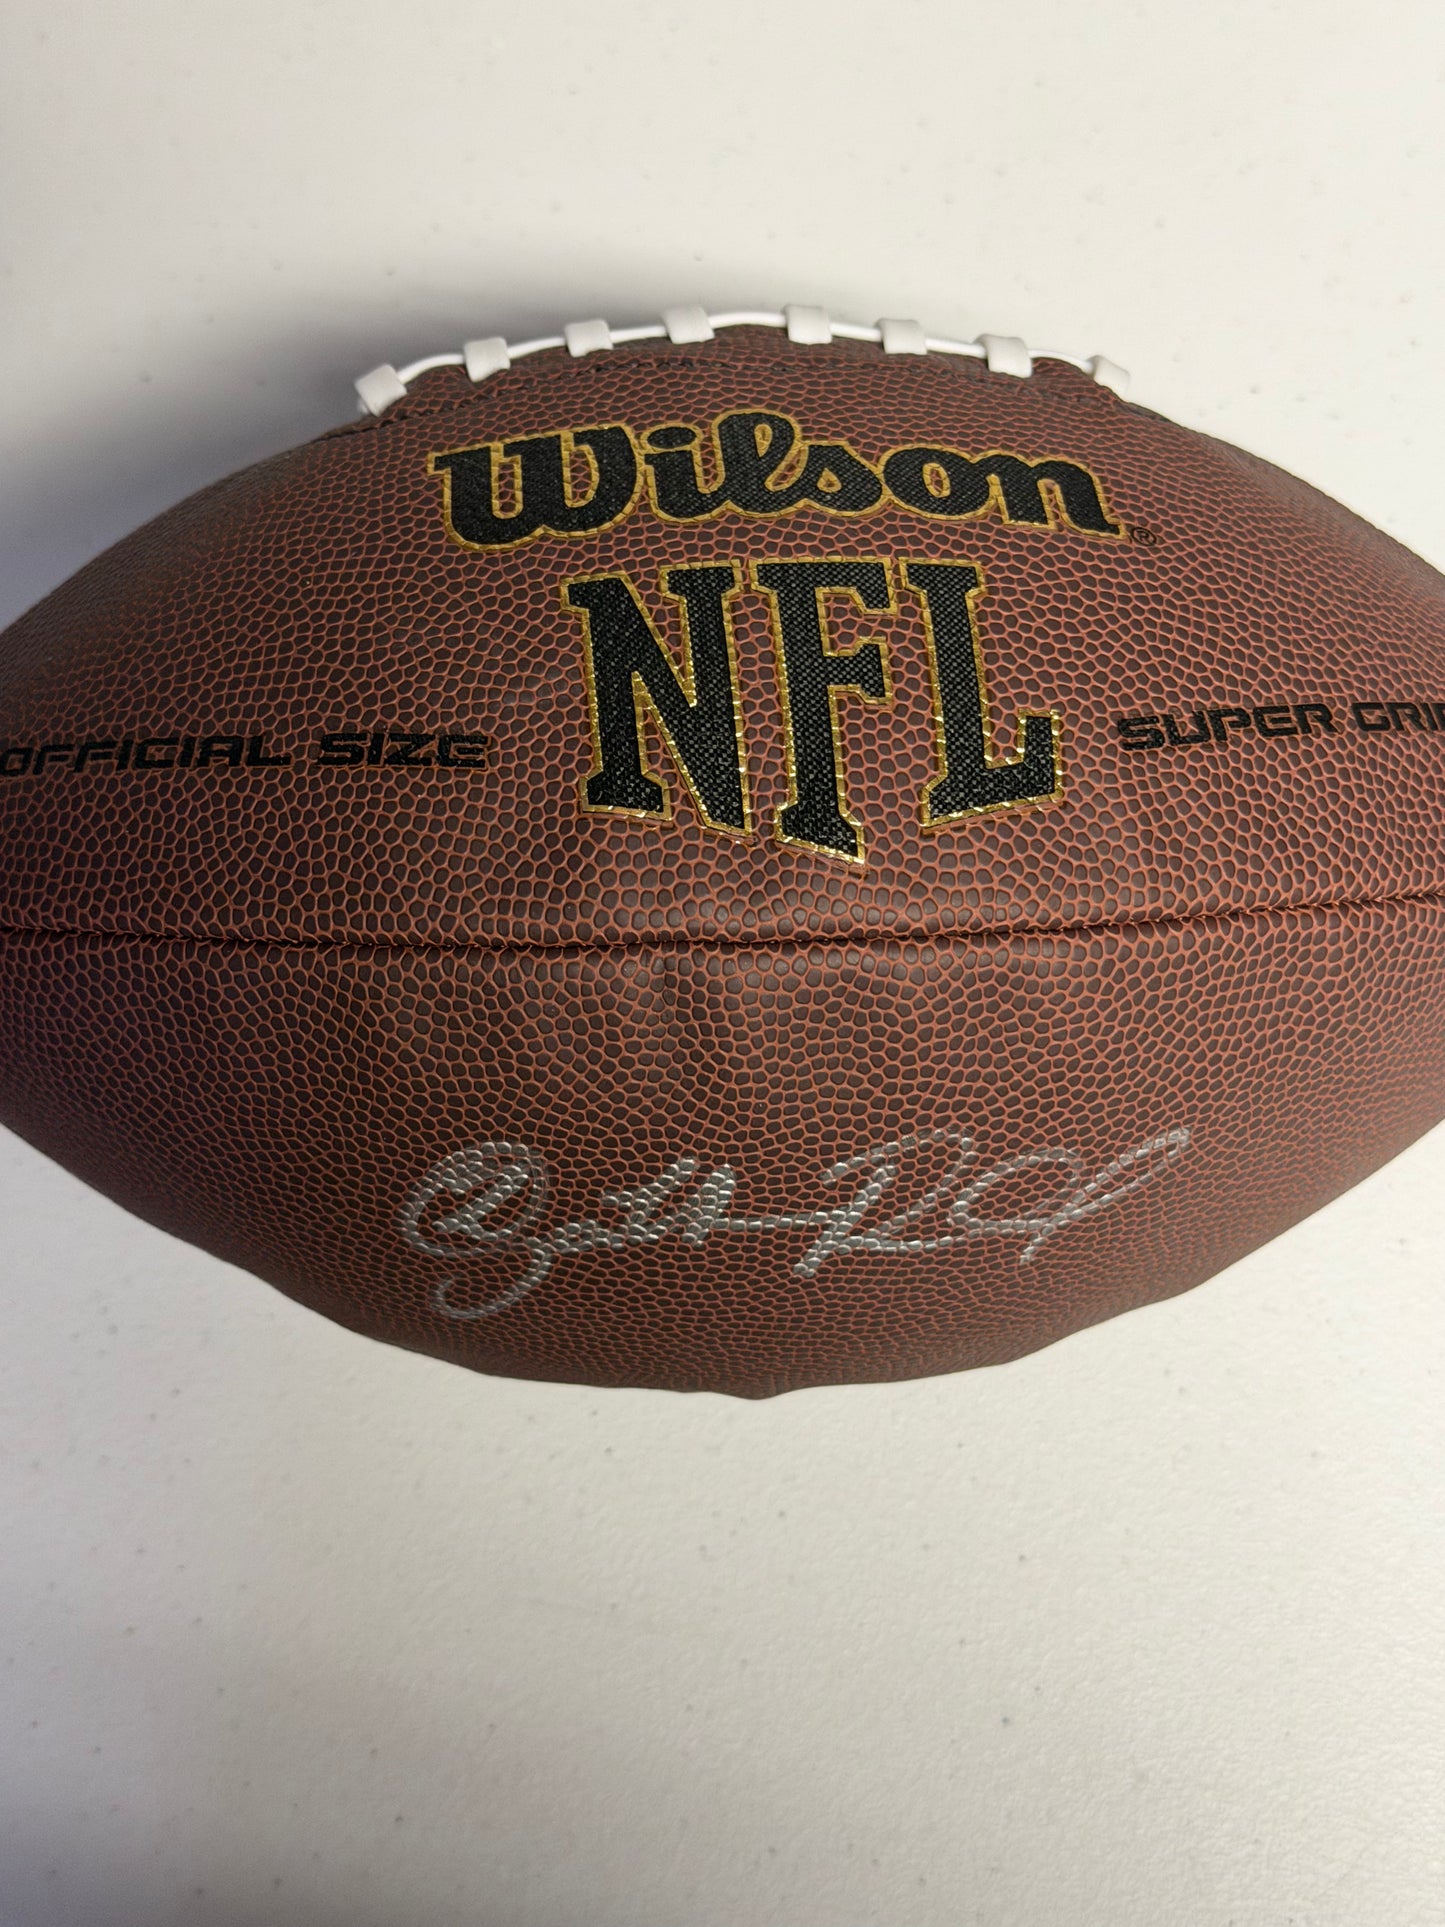 Wilson®
NFL
OFFICIAL SIZE
SUPER GRI